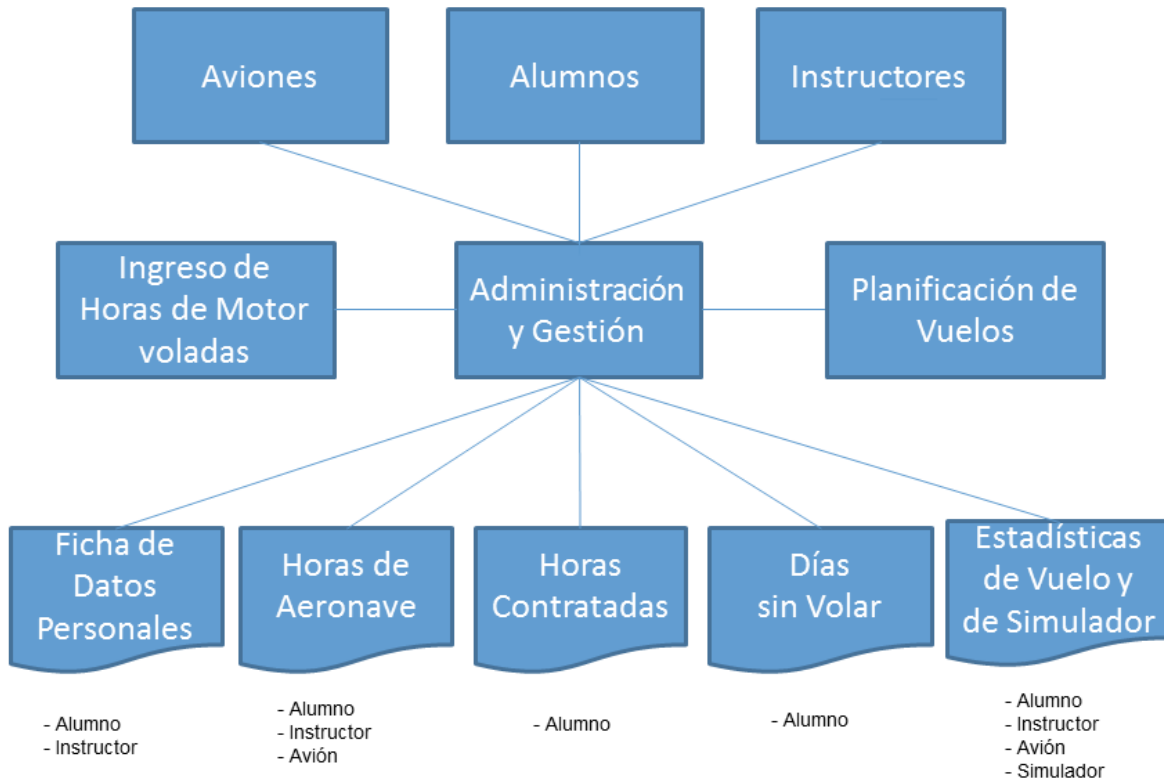 Aviones
Alumnos
Instructores
Ingreso de
Horas de Motor
voladas
Administración
y Gestión
Planificación de
Vuelos
Ficha de
Datos
Personales
Horas de
Aeronave
Horas
Contratadas
Días
sin Volar
Estadísticas
de Vuelo y
de Simulador
- Alumno
- Instructor
- Alumno
- Instructor
- Avión
- Alumno
- Alumno
- Alumno
- Instructor
- Avión
- Simulador